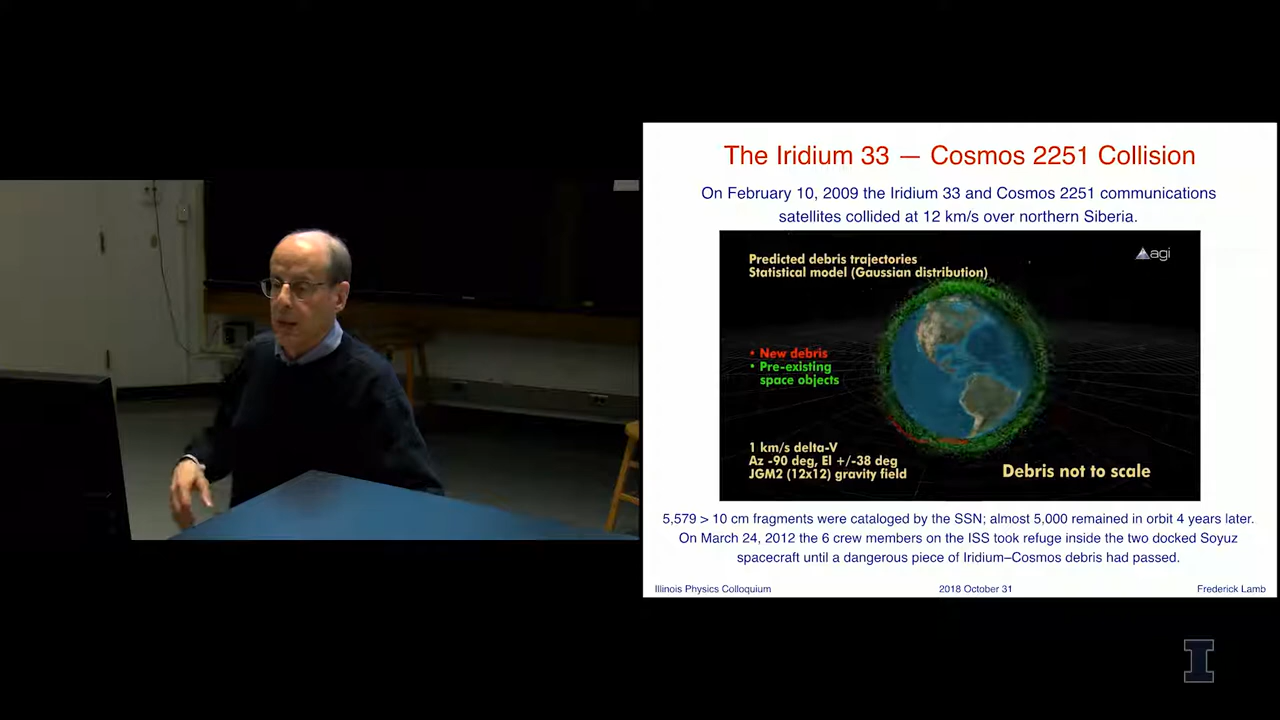 The Iridium 33 — Cosmos 2251 Collision
On February 10, 2009 the Iridium 33 and Cosmos 2251 communications
satellites collided at 12 km/s over northern Siberia.
Predicted debris trajectories
Statistical model (Gaussian distribution)
agi
• New debris
• Pre-existing
space objects
1 km/s delta-V
Az -90 deg, El +/-38 deg
JGM2 (12x12) gravity field
Debris not to scale
5,579 > 10 cm fragments were cataloged by the SSN; almost 5,000 remained in orbit 4 years later.
On March 24, 2012 the 6 crew members on the ISS took refuge inside the two docked Soyuz
spacecraft until a dangerous piece of Iridium–Cosmos debris had passed.
Illinois Physics Colloquium
2018 October 31
Frederick Lamb
I